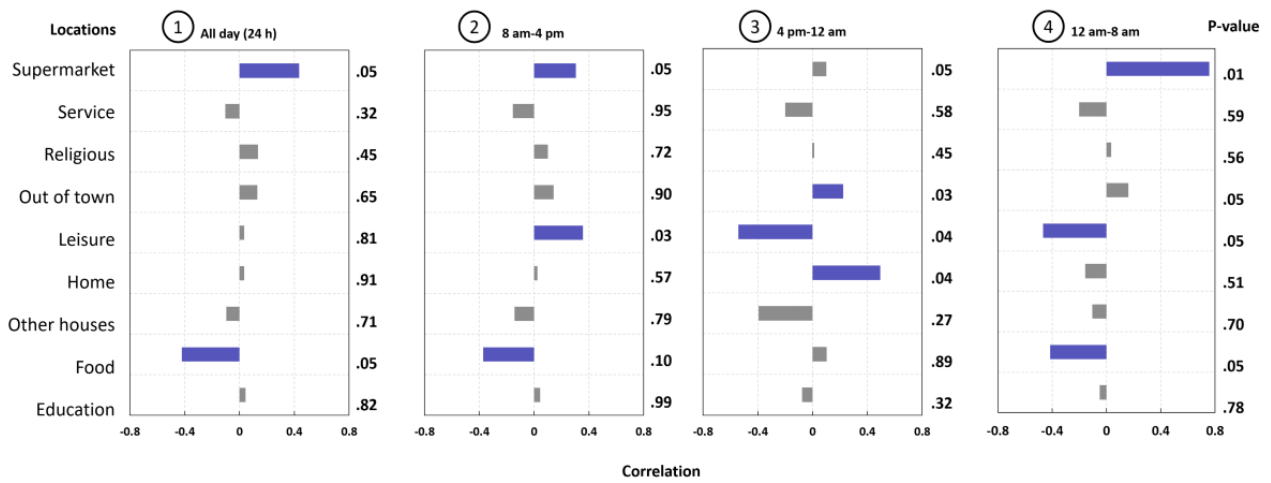 Locations 1 All day (24 h) 2 8 am-4 pm 3 4 pm-12 am 4 12 am-8 am P-value
Supermarket .05 .05 .05 .01
Service .32 .95 .58 .59
Religious .45 .72 .45 .56
Out of town .65 .90 .03 .05
Leisure .81 .03 .04 .05
Home .91 .57 .04 .51
Other houses .71 .79 .27 .70
Food .05 .10 .89 .05
Education .82 .99 .32 .78
-0.8 -0.4 0 0.4 0.8 -0.8 -0.4 0 0.4 0.8 -0.8 -0.4 0 0.4 0.8 -0.8 -0.4 0 0.4 0.8
Correlation